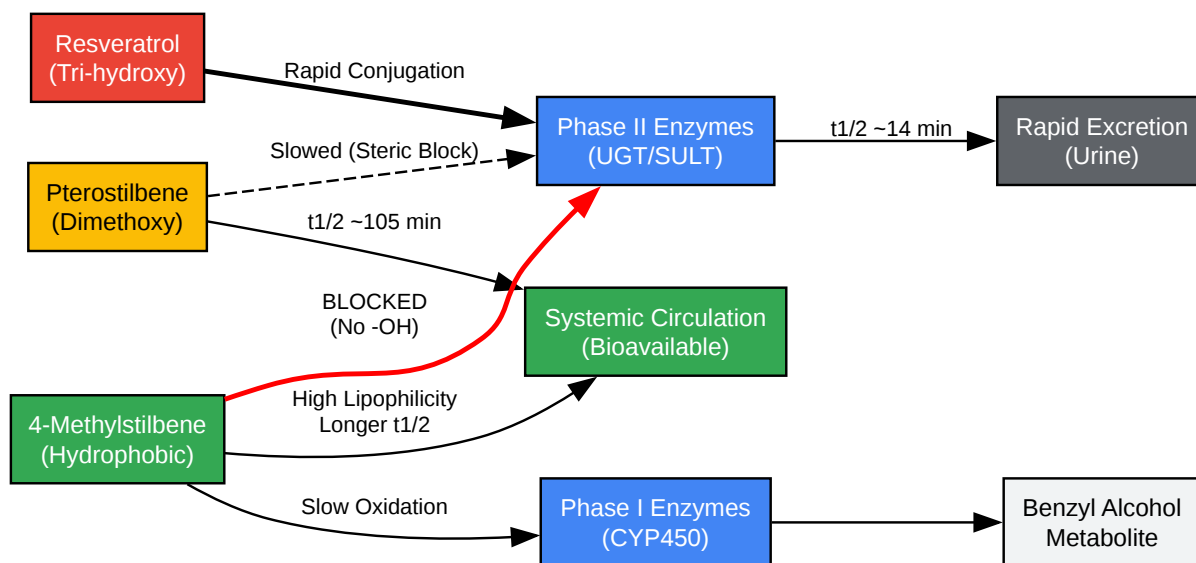 Resveratrol
(Tri-hydroxy)
Rapid Conjugation
Phase II Enzymes
(UGT/SULT)
t1/2 ~14 min
Rapid Excretion
(Urine)
Slowed (Steric Block)
Pterostilbene
(Dimethoxy)
t1/2 ~105 min
BLOCKED
(No -OH)
Systemic Circulation
(Bioavailable)
4-Methylstilbene
(Hydrophobic)
High Lipophilicity
Longer t1/2
Slow Oxidation
Phase I Enzymes
(CYP450)
Benzyl Alcohol
Metabolite